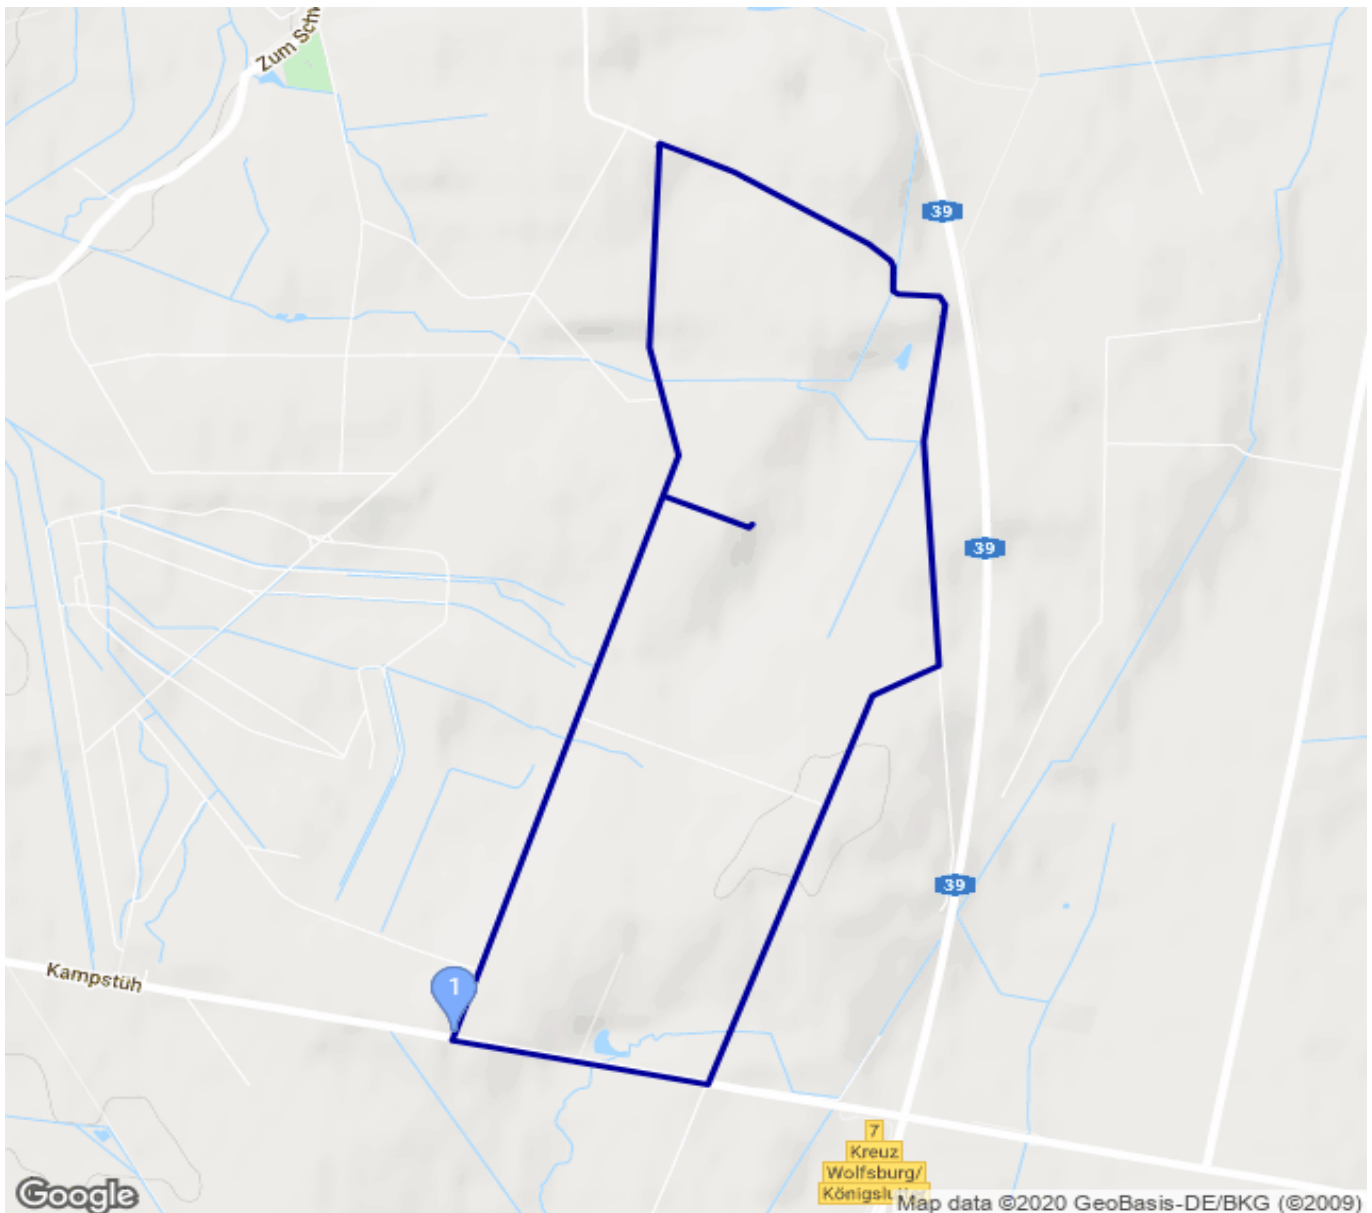 Zum Sch
39
39
39
Kampstüh
1
7
Kreuz
Wolfsburg/
Google
Map data ©2020 GeoBasis-DE/BKG (©2009)